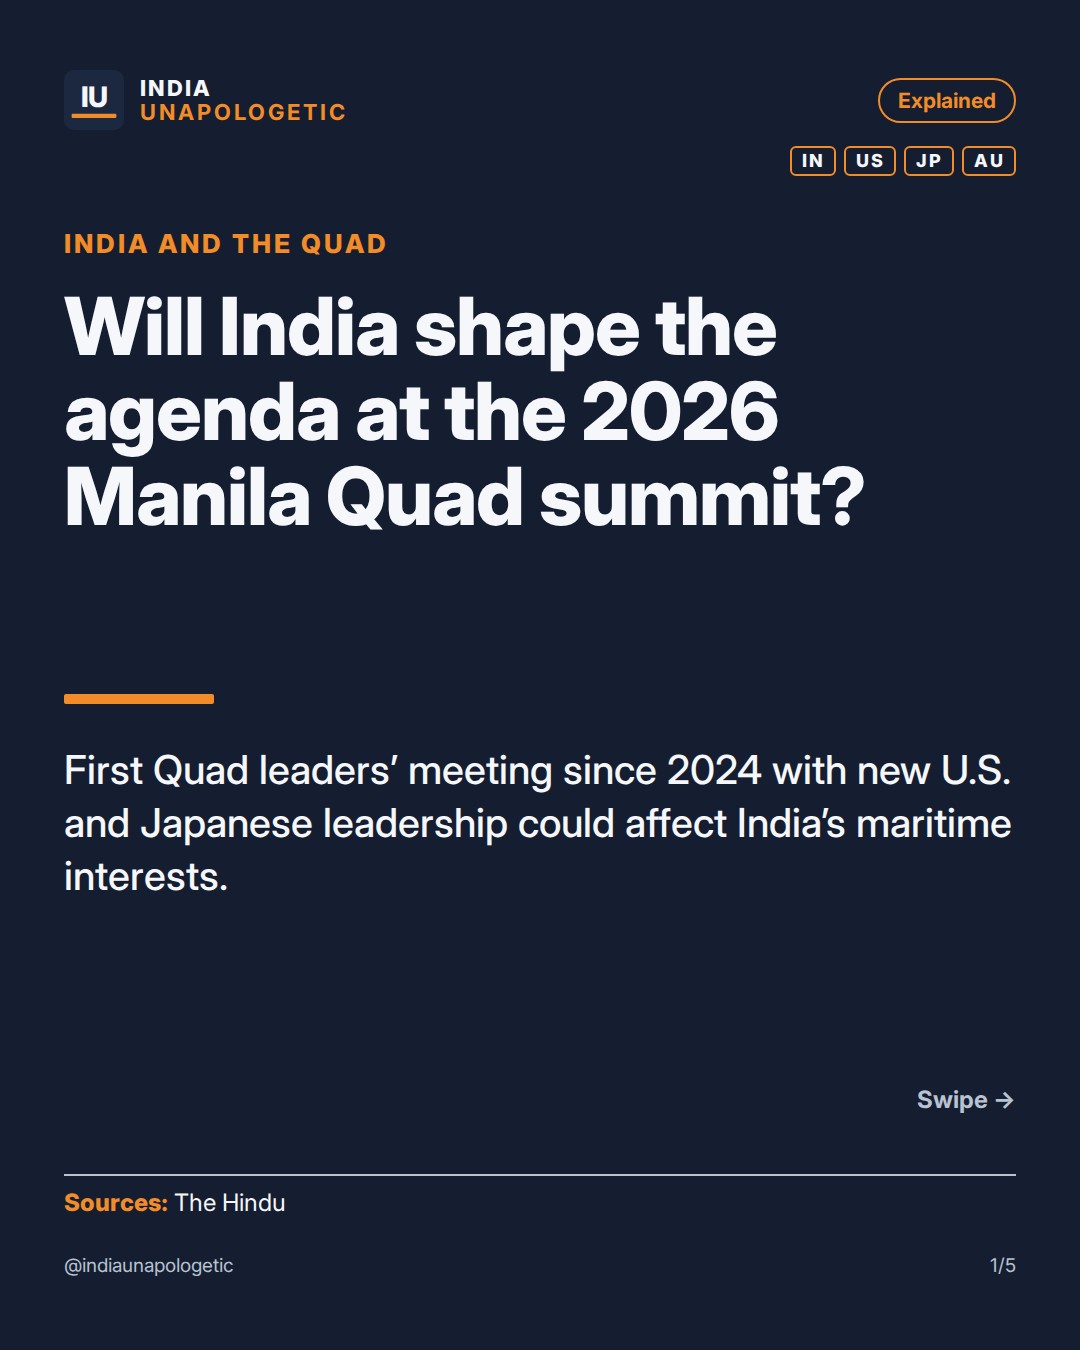 IU
INDIA
UNAPOLOGETIC
Explained
IN US JP AU
INDIA AND THE QUAD
Will India shape the
agenda at the 2026
Manila Quad summit?
First Quad leaders’ meeting since 2024 with new U.S.
and Japanese leadership could affect India’s maritime
interests.
Swipe →
Sources: The Hindu
@indiaunapologetic
1/5